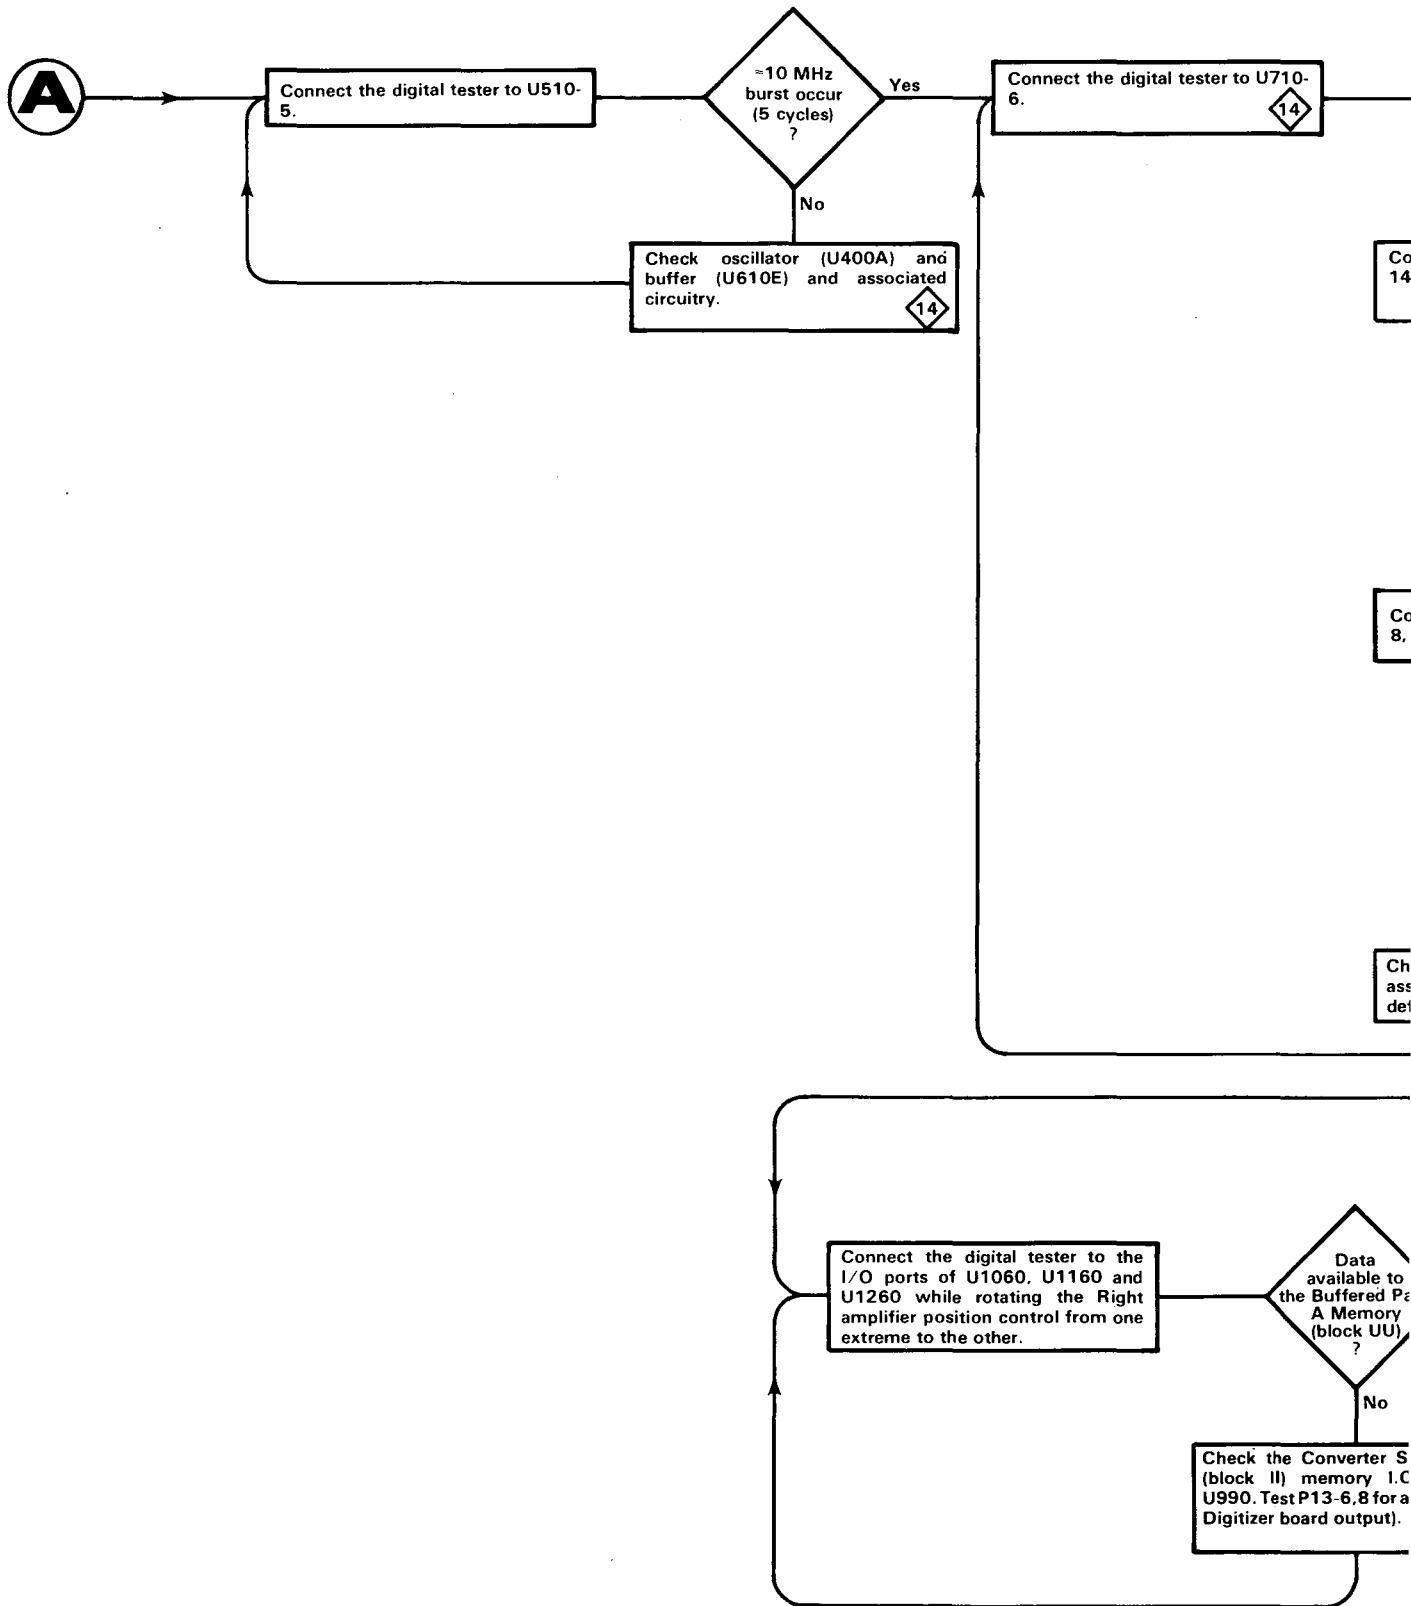 A
Connect the digital tester to U510-
5.
≈10 MHz
burst occur
(5 cycles)
?
Yes
No
Connect the digital tester to U710-
6.
14
Check oscillator (U400A) and
buffer (U610E) and associated
circuitry.
14
Co
14
Co
8,
Ch
ass
def
Connect the digital tester to the
I/O ports of U1060, U1160 and
U1260 while rotating the Right
amplifier position control from one
extreme to the other.
Data
available to
the Buffered Pa
A Memory
(block UU)
?
No
Check the Converter S
(block II) memory I.C
U990. Test P13-6,8 for a
Digitizer board output).